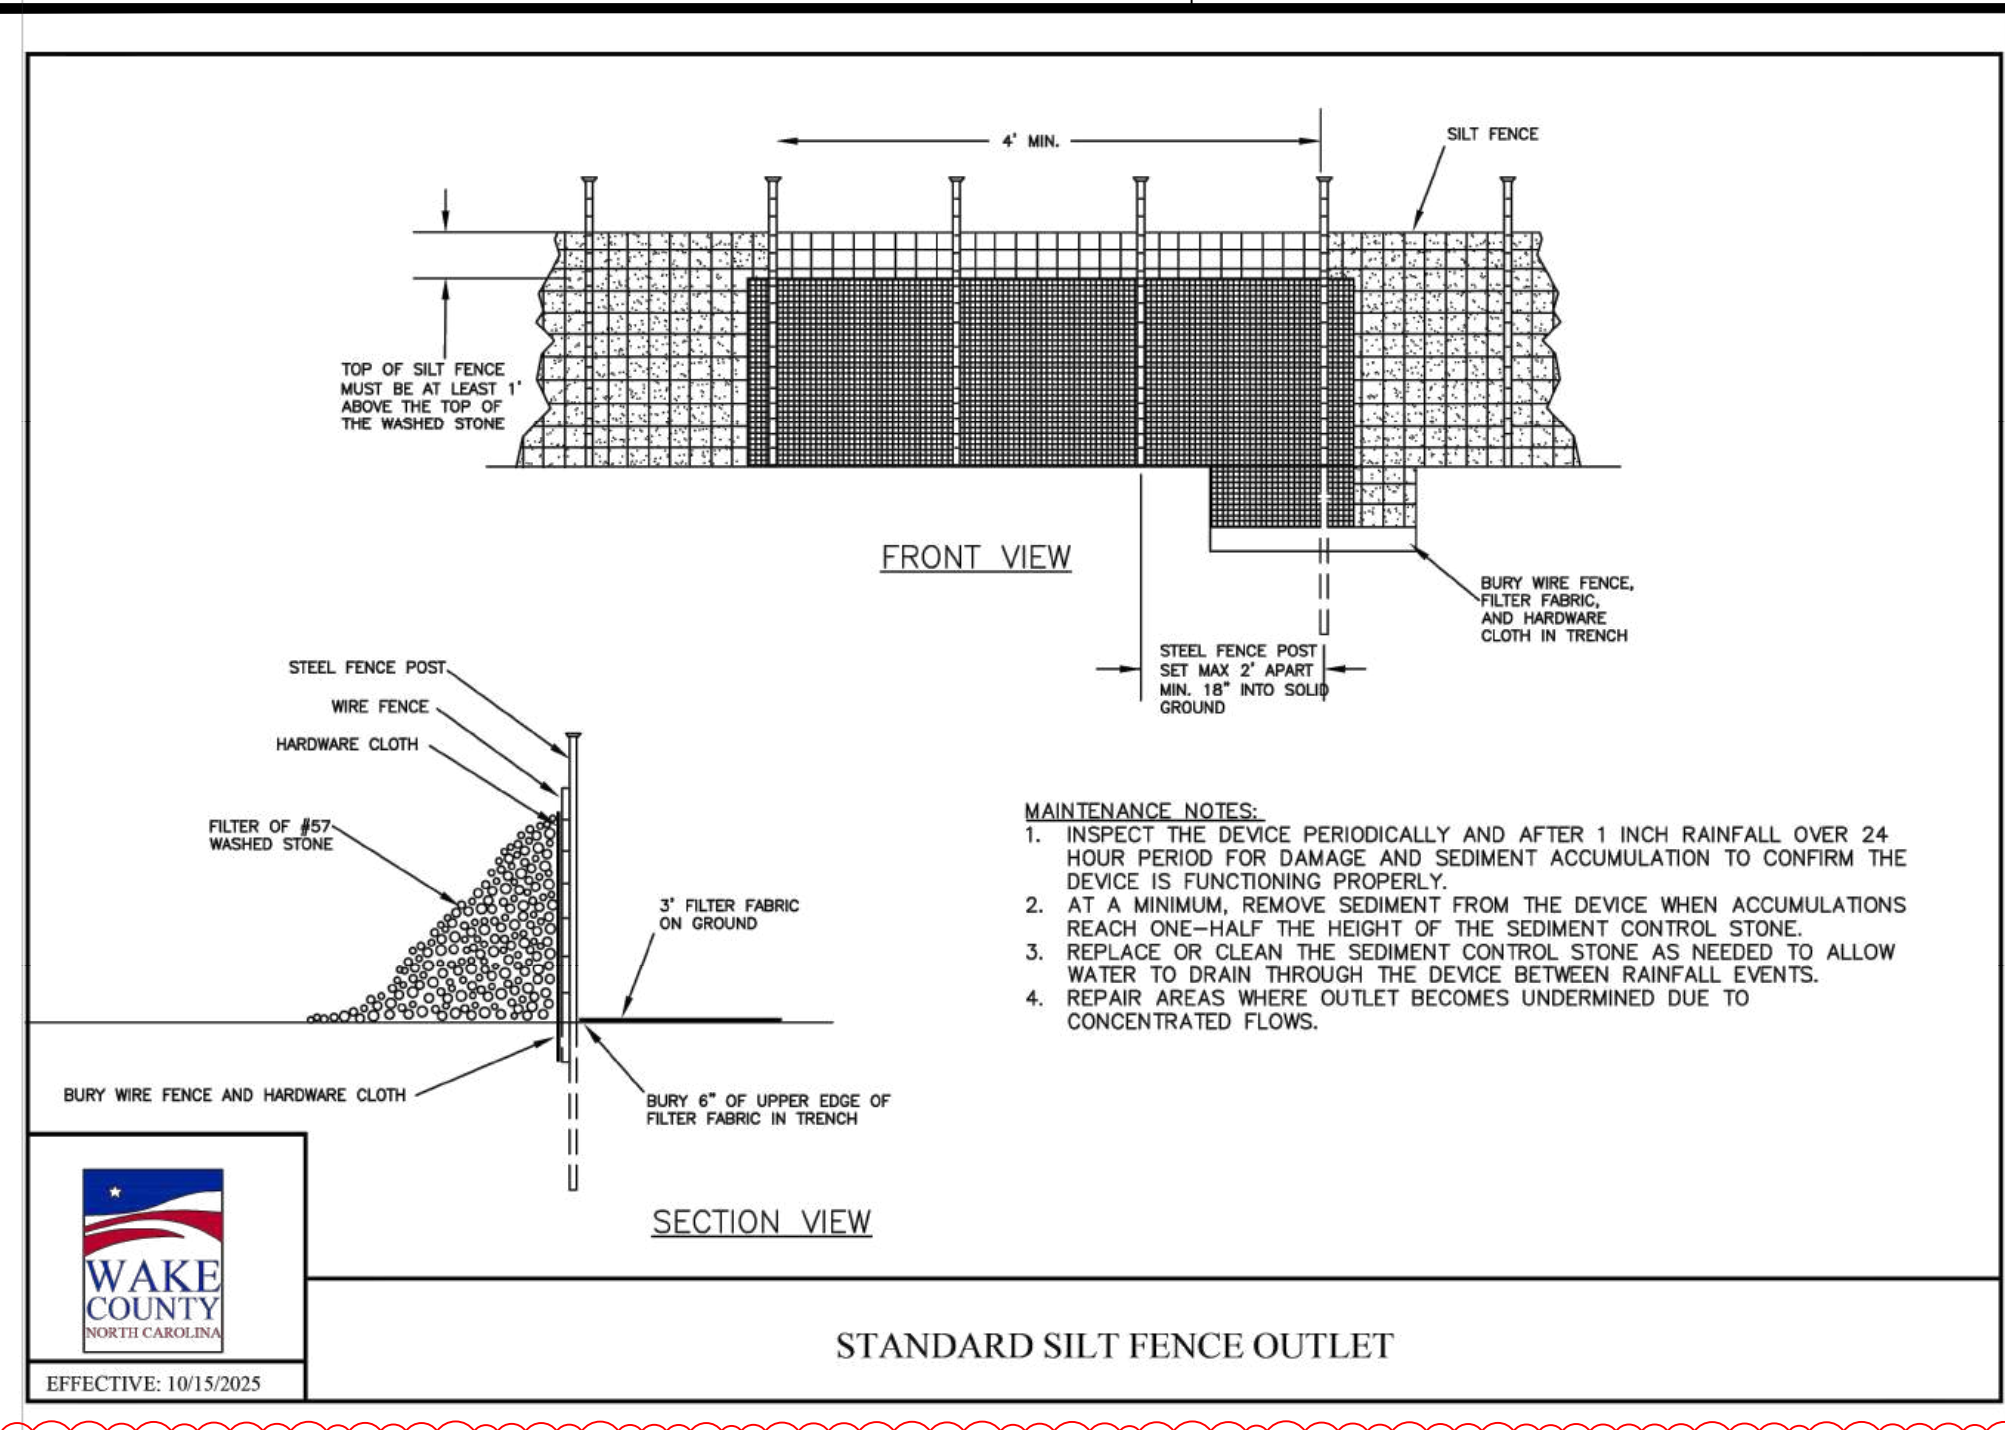 4' MIN.
SILT FENCE
TOP OF SILT FENCE
MUST BE AT LEAST 1'
ABOVE THE TOP OF
THE WASHED STONE
FRONT VIEW
BURY WIRE FENCE,
FILTER FABRIC,
AND HARDWARE
CLOTH IN TRENCH
STEEL FENCE POST
SET MAX 2' APART
MIN. 18" INTO SOLID
GROUND
STEEL FENCE POST
WIRE FENCE
HARDWARE CLOTH
FILTER OF #57
WASHED STONE
3' FILTER FABRIC
ON GROUND
BURY WIRE FENCE AND HARDWARE CLOTH
BURY 6" OF UPPER EDGE OF
FILTER FABRIC IN TRENCH
SECTION VIEW
MAINTENANCE NOTES:
1. INSPECT THE DEVICE PERIODICALLY AND AFTER 1 INCH RAINFALL OVER 24
HOUR PERIOD FOR DAMAGE AND SEDIMENT ACCUMULATION TO CONFIRM THE
DEVICE IS FUNCTIONING PROPERLY.
2. AT A MINIMUM, REMOVE SEDIMENT FROM THE DEVICE WHEN ACCUMULATIONS
REACH ONE-HALF THE HEIGHT OF THE SEDIMENT CONTROL STONE.
3. REPLACE OR CLEAN THE SEDIMENT CONTROL STONE AS NEEDED TO ALLOW
WATER TO DRAIN THROUGH THE DEVICE BETWEEN RAINFALL EVENTS.
4. REPAIR AREAS WHERE OUTLET BECOMES UNDERMINED DUE TO
CONCENTRATED FLOWS.
WAKE
COUNTY
NORTH CAROLINA
EFFECTIVE: 10/15/2025
STANDARD SILT FENCE OUTLET